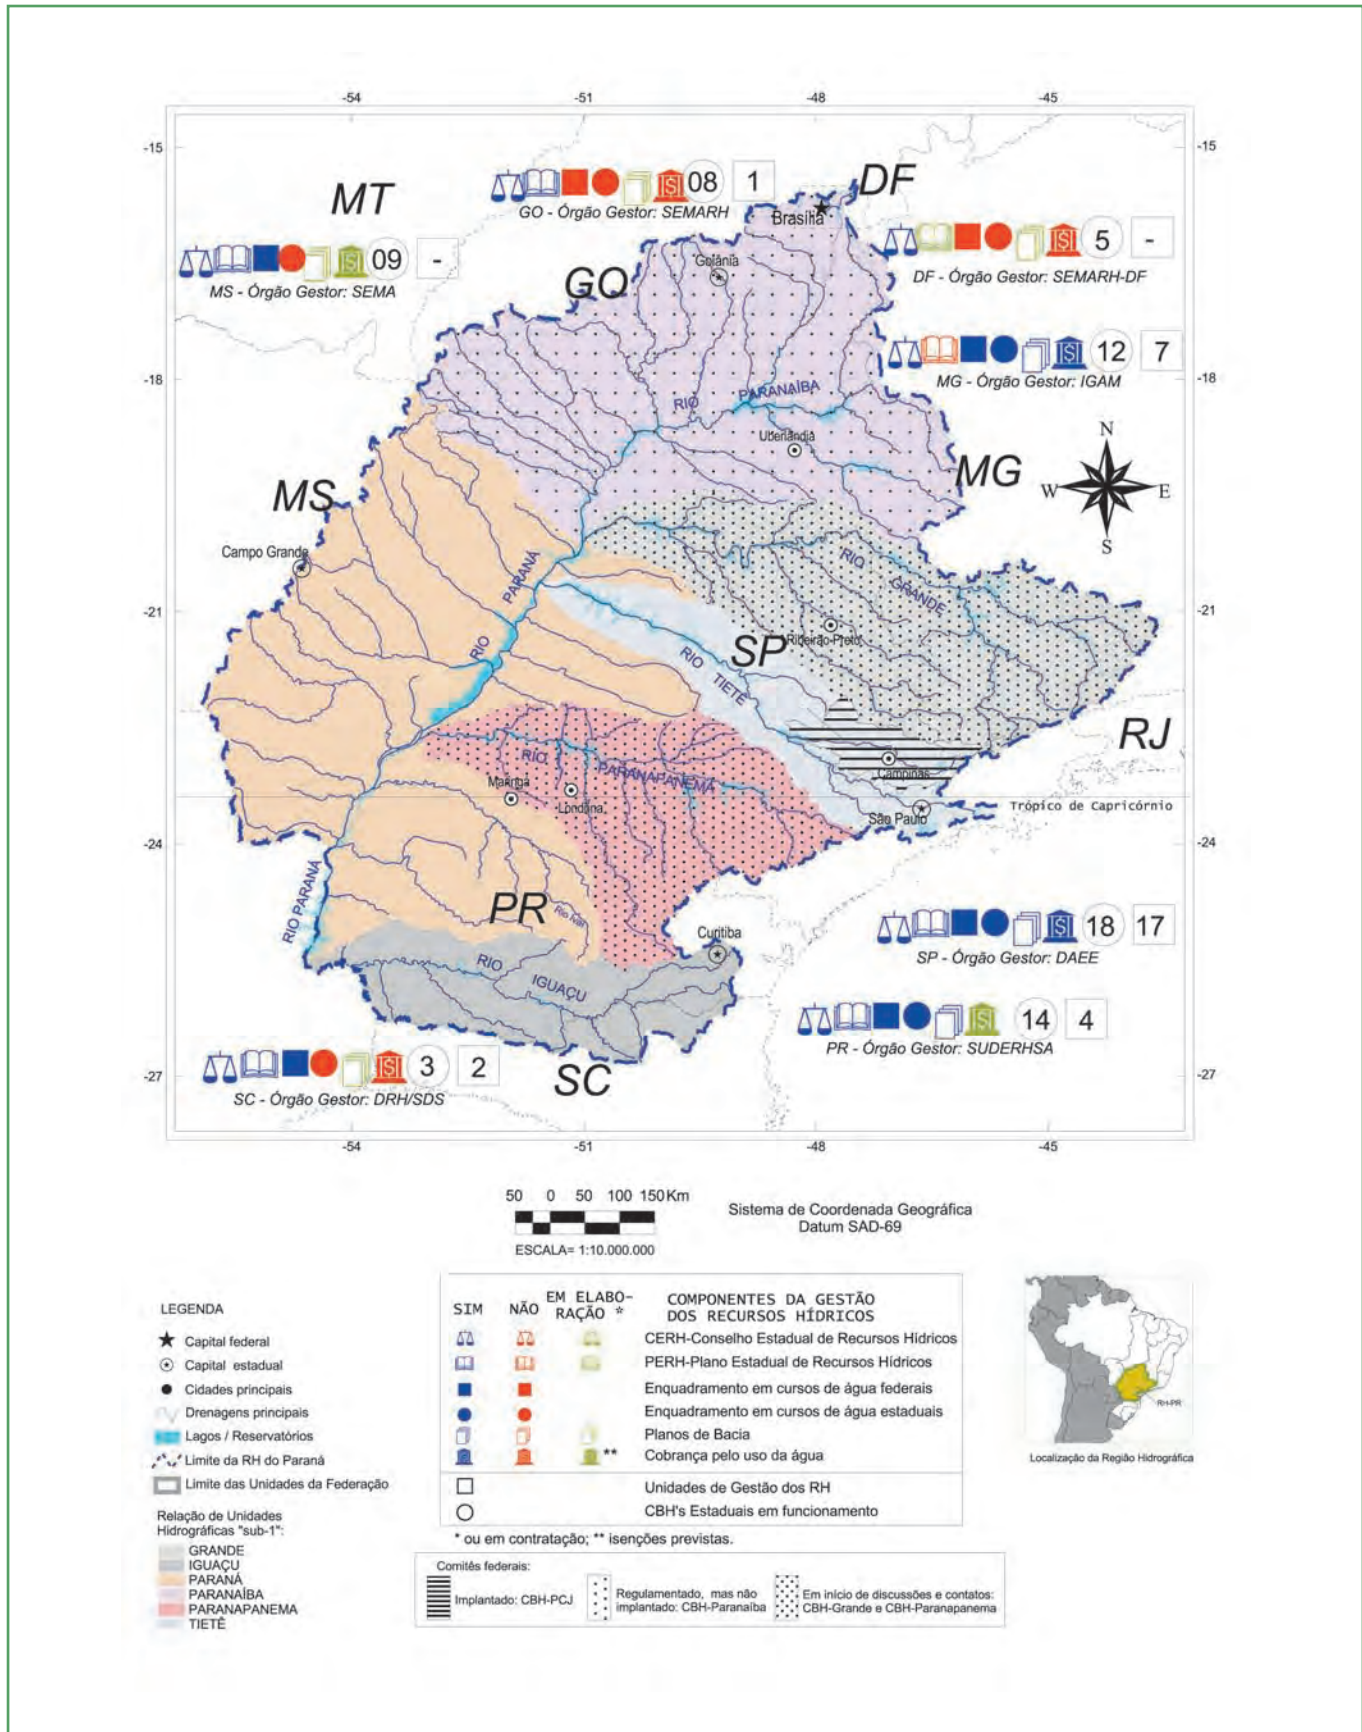 -54 -51 -48 -45
-15 -15
MT
08 1
GO - Órgão Gestor: SEMARH
DF
Brasília
09 -
MS - Órgão Gestor: SEMA
GO
Goiânia
5 -
DF - Órgão Gestor: SEMARH-DF
12 7
MG - Órgão Gestor: IGAM
-18 -18
RIO PARANAÍBA
Uberlândia
MG
N
W E
S
MS
Campo Grande
RIO PARANÁ
RIO GRANDE
-21 -21
Ribeirão-Preto
SP
RIO TIETÊ
RJ
Campinas
RIO PARANAPANEMA
Maringá
Londrina
São Paulo
Trópico de Capricórnio
-24 -24
RIO PARANÁ
PR
Rio Ivaí
Curitiba
18 17
SP - Órgão Gestor: DAEE
RIO IGUAÇU
14 4
PR - Órgão Gestor: SUDERHSA
3 2
SC - Órgão Gestor: DRH/SDS
SC
-27 -27
-54 -51 -48 -45
50 0 50 100 150Km
ESCALA= 1:10.000.000
Sistema de Coordenada Geográfica
Datum SAD-69
LEGENDA
Capital federal
Capital estadual
Cidades principais
Drenagens principais
Lagos / Reservatórios
Limite da RH do Paraná
Limite das Unidades da Federação
Relação de Unidades
Hidrográficas "sub-1":
GRANDE
IGUAÇU
PARANÁ
PARANAÍBA
PARANAPANEMA
TIETÊ
SIM NÃO EM ELABO-
RAÇÃO *
COMPONENTES DA GESTÃO
DOS RECURSOS HÍDRICOS
CERH-Conselho Estadual de Recursos Hídricos
PERH-Plano Estadual de Recursos Hídricos
Enquadramento em cursos de água federais
Enquadramento em cursos de água estaduais
Planos de Bacia
** Cobrança pelo uso da água
Unidades de Gestão dos RH
CBH's Estaduais em funcionamento
* ou em contratação; ** isenções previstas.
Comitês federais:
Implantado: CBH-PCJ
Regulamentado, mas não
implantado: CBH-Paranaíba
Em início de discussões e contatos:
CBH-Grande e CBH-Paranapanema
RH-PR
Localização da Região Hidrográfica